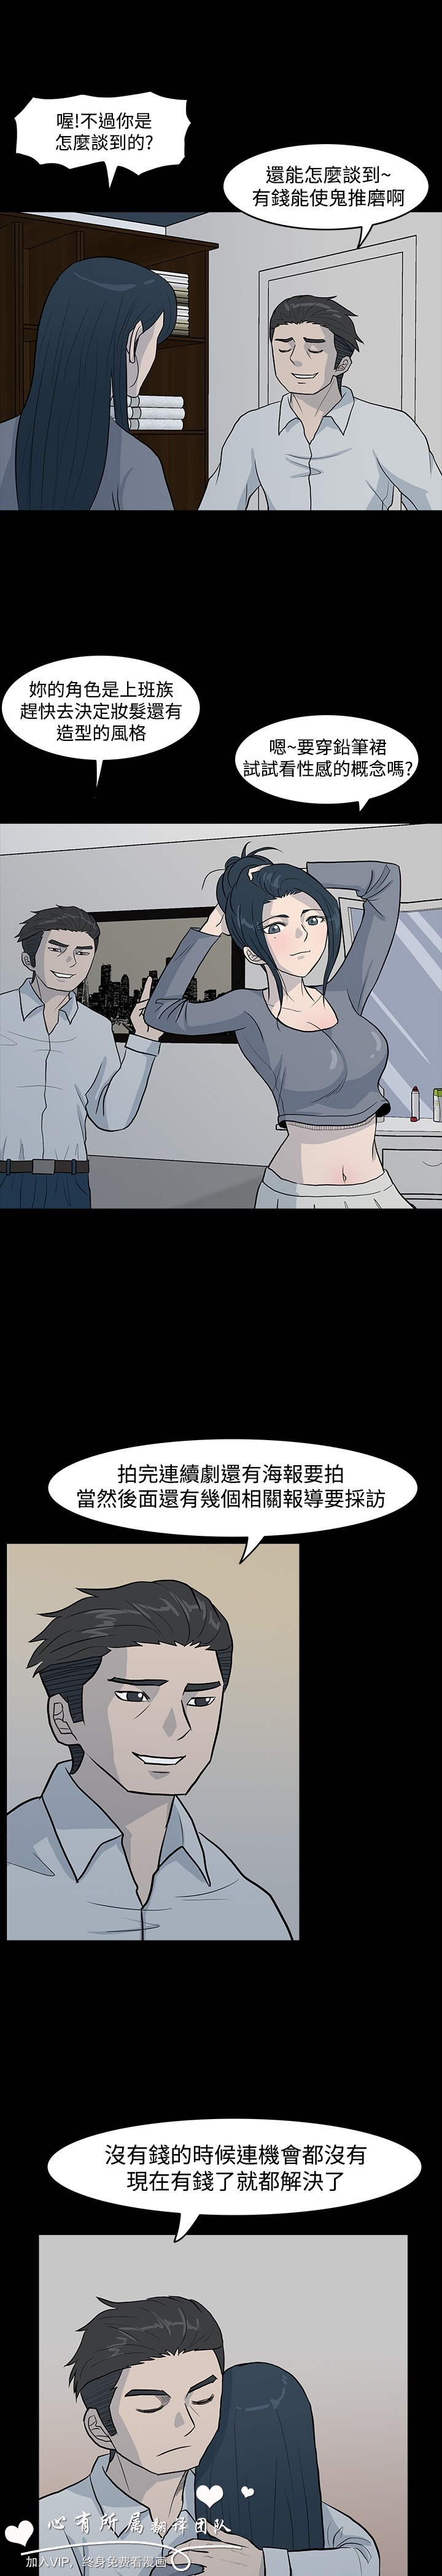 喔!不過你是
怎麼談到的?
還能怎麼談到~
有錢能使鬼推磨啊
妳的角色是上班族
趕快去決定妝髮還有
造型的風格
嗯~要穿鉛筆裙
試試看性感的概念嗎?
拍完連續劇還有海報要拍
當然後面還有幾個相關報導要採訪
沒有錢的時候連機會都沒有
現在有錢了就都解決了
心有所属翻译团队
加入VIP，终身免费看漫画